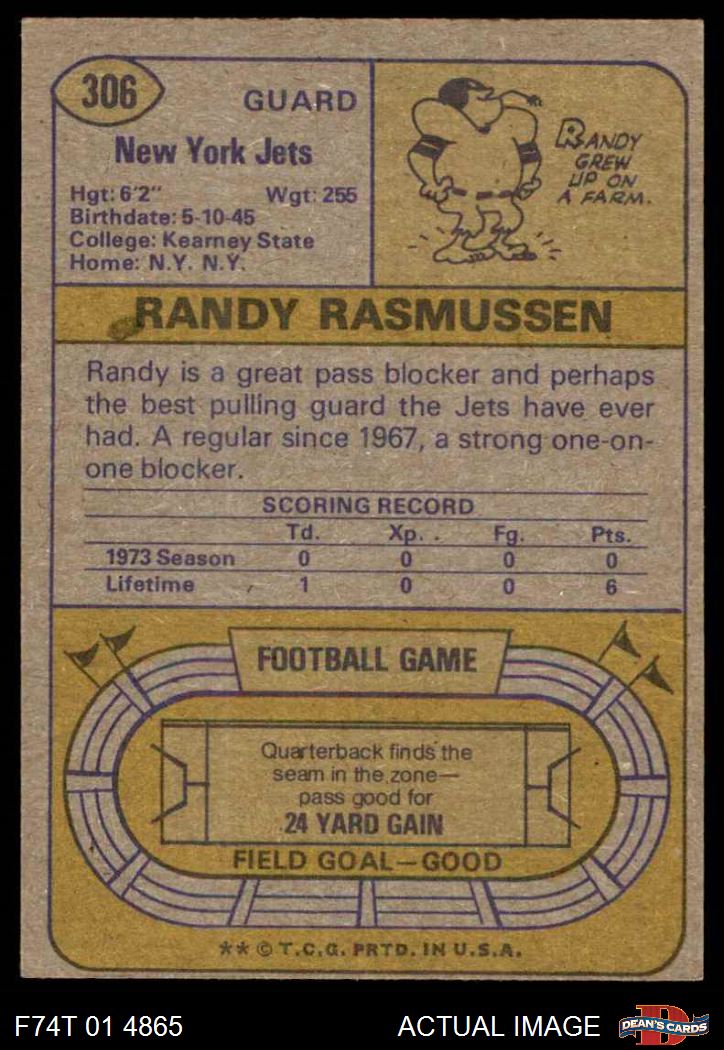 306
GUARD
New York Jets
Hgt: 6'2" Wgt: 255
Birthdate: 5-10-45
College: Kearney State
Home: N.Y. N.Y.
RANDY
GREW
UP ON
A FARM.
RANDY RASMUSSEN
Randy is a great pass blocker and perhaps
the best pulling guard the Jets have ever
had. A regular since 1967, a strong one-on-
one blocker.
SCORING RECORD
Td. Xp. . Fg. Pts.
1973 Season 0 0 0 0
Lifetime 1 0 0 6
FOOTBALL GAME
Quarterback finds the
seam in the zone—
pass good for
24 YARD GAIN
FIELD GOAL—GOOD
** © T.C.G. PRTD. IN U.S.A.
F74T 01 4865 ACTUAL IMAGE
D
DEAN'S CARDS